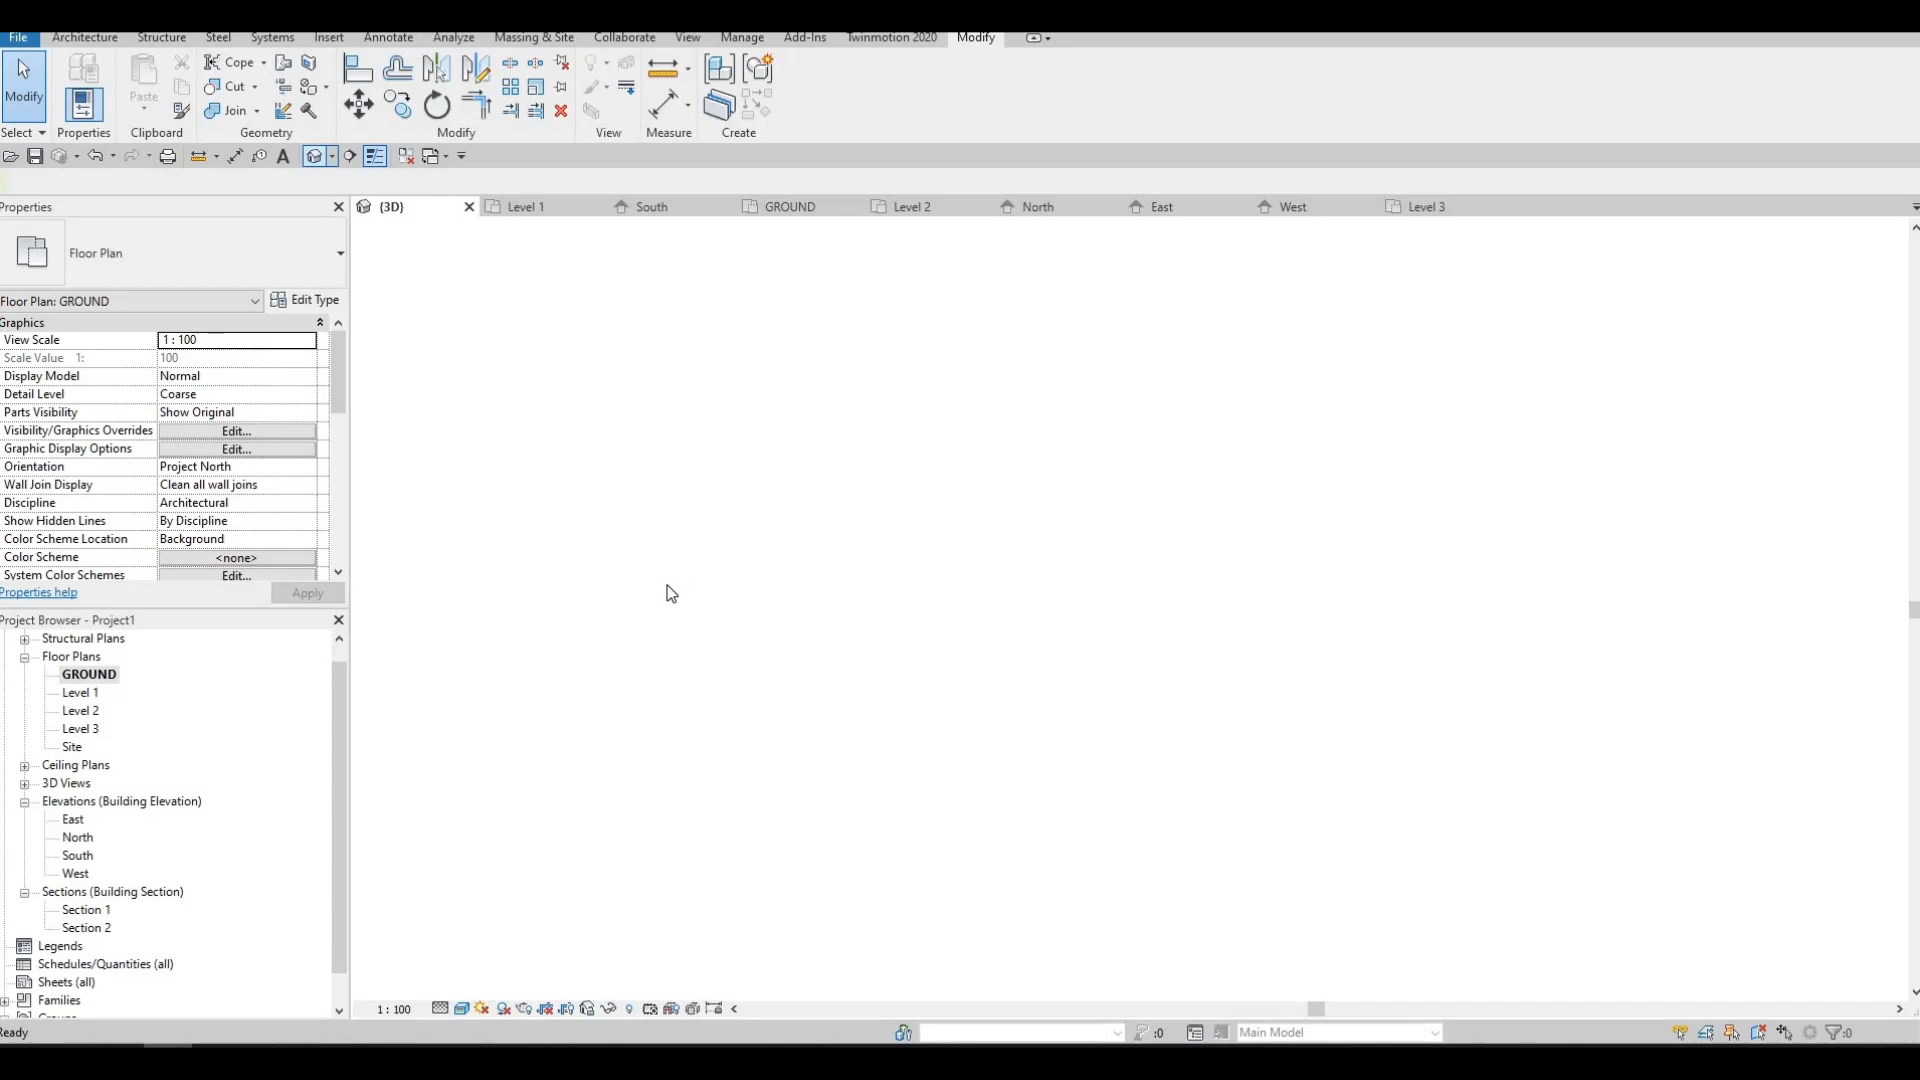 File Architecture Structure Steel Systems Insert Annotate Analyze Massing & Site Collaborate View Manage Add-Ins Twinmotion 2020 Modify
Modify
Paste
Cope
Cut
Join
Select Properties Clipboard Geometry Modify View Measure Create
Properties
{3D} Level 1 South GROUND Level 2 North East West Level 3
Floor Plan
Floor Plan: GROUND Edit Type
Graphics
View Scale 1 : 100
Scale Value 1: 100
Display Model Normal
Detail Level Coarse
Parts Visibility Show Original
Visibility/Graphics Overrides Edit...
Graphic Display Options Edit...
Orientation Project North
Wall Join Display Clean all wall joins
Discipline Architectural
Show Hidden Lines By Discipline
Color Scheme Location Background
Color Scheme <none>
System Color Schemes Edit...
Properties help Apply
Project Browser - Project1
Structural Plans
Floor Plans
GROUND
Level 1
Level 2
Level 3
Site
Ceiling Plans
3D Views
Elevations (Building Elevation)
East
North
South
West
Sections (Building Section)
Section 1
Section 2
Legends
Schedules/Quantities (all)
Sheets (all)
Families
1 : 100
Ready :0 Main Model :0